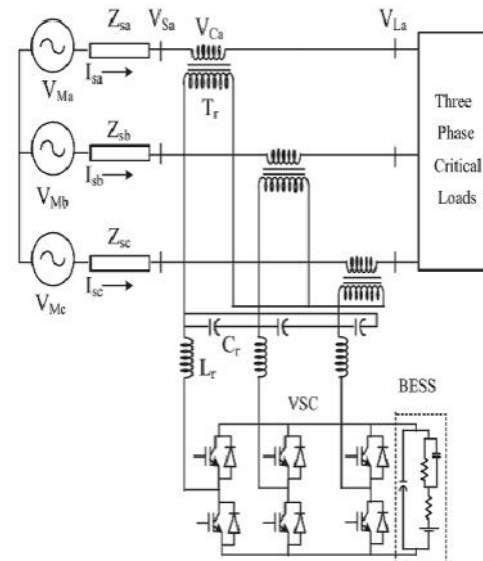 Z_sa
V_Sa
V_Ca
V_La
V_Ma
I_sa
T_r
Three
Phase
Critical
Loads
Z_sb
V_Mb
I_sb
Z_sc
V_Mc
I_sc
C_r
L_r
VSC
BESS